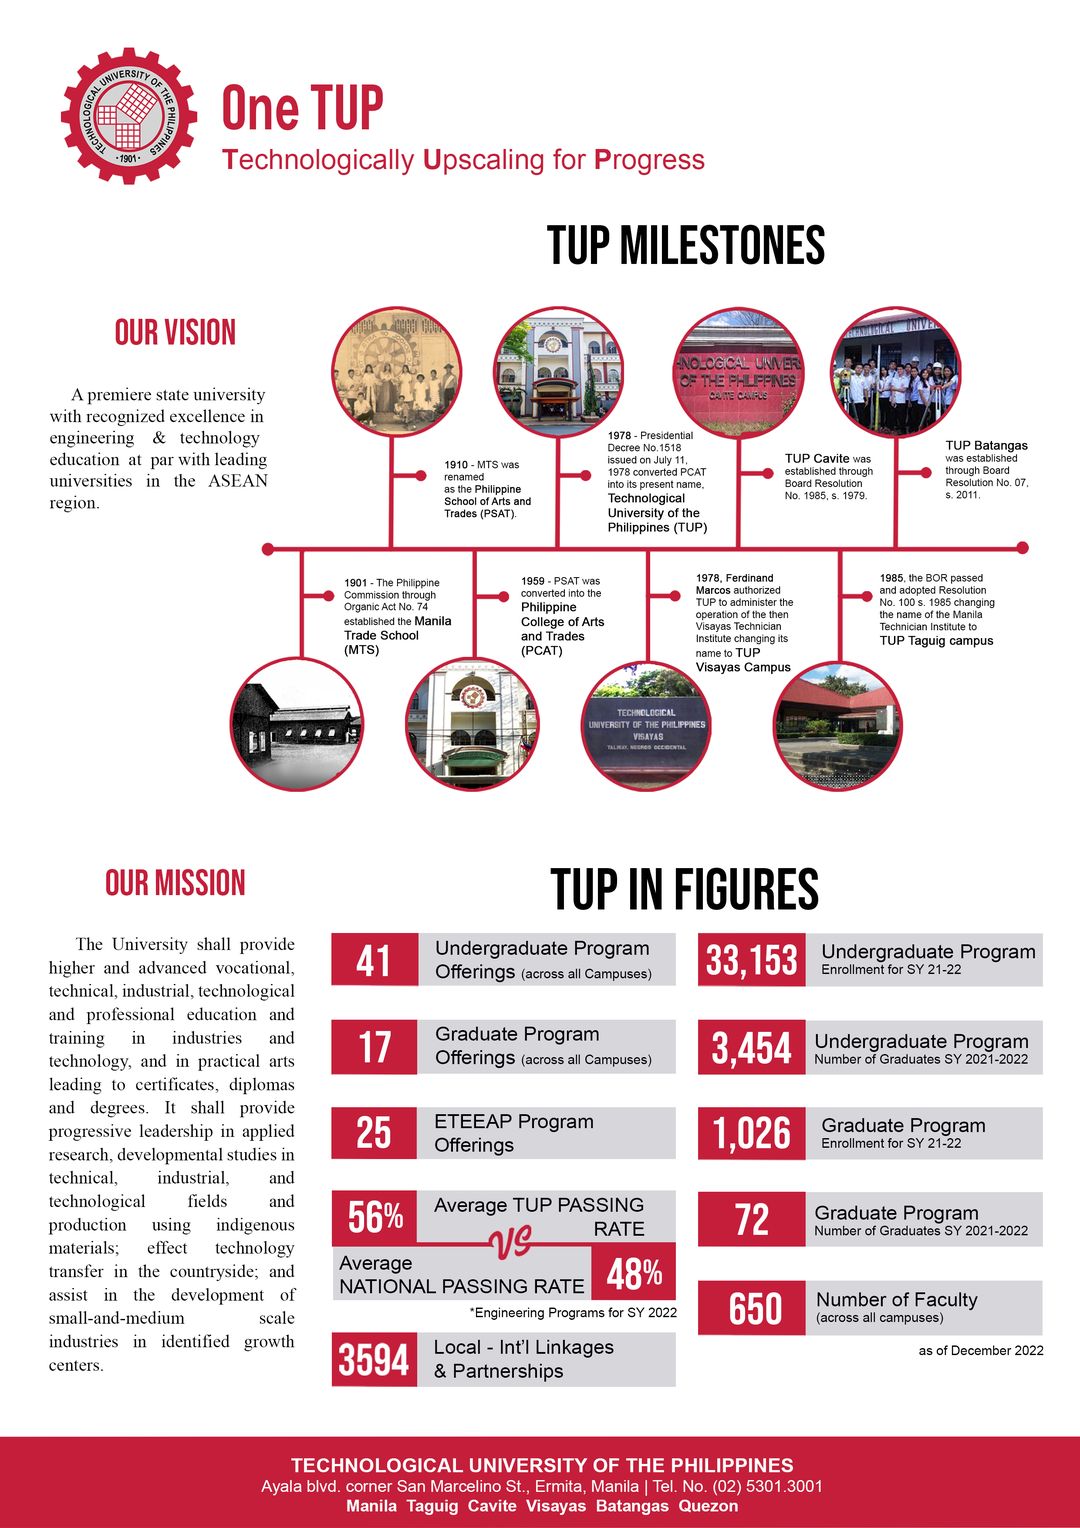 TECHNOLOGICAL UNIVERSITY OF THE PHILIPPINES
• 1901 •
One TUP
Technologically Upscaling for Progress
TUP MILESTONES
OUR VISION
A premiere state university
with recognized excellence in
engineering & technology
education at par with leading
universities in the ASEAN
region.
HNOLOGICAL UNIVERS
OF THE PHILIPPINES
CAVITE CAMPUS
1910 - MTS was
renamed
as the Philippine
School of Arts and
Trades (PSAT).
1978 - Presidential
Decree No.1518
issued on July 11,
1978 converted PCAT
into its present name,
Technological
University of the
Philippines (TUP)
TUP Cavite was
established through
Board Resolution
No. 1985, s. 1979.
TUP Batangas
was established
through Board
Resolution No. 07,
s. 2011.
1901 - The Philippine
Commission through
Organic Act No. 74
established the Manila
Trade School
(MTS)
1959 - PSAT was
converted into the
Philippine
College of Arts
and Trades
(PCAT)
1978, Ferdinand
Marcos authorized
TUP to administer the
operation of the then
Visayas Technician
Institute changing its
name to TUP
Visayas Campus
1985, the BOR passed
and adopted Resolution
No. 100 s. 1985 changing
the name of the Manila
Technician Institute to
TUP Taguig campus
TECHNOLOGICAL
UNIVERSITY OF THE PHILIPPINES
VISAYAS
TALISAY, NEGROS OCCIDENTAL
OUR MISSION
The University shall provide
higher and advanced vocational,
technical, industrial, technological
and professional education and
training in industries and
technology, and in practical arts
leading to certificates, diplomas
and degrees. It shall provide
progressive leadership in applied
research, developmental studies in
technical, industrial, and
technological fields and
production using indigenous
materials; effect technology
transfer in the countryside; and
assist in the development of
small-and-medium scale
industries in identified growth
centers.
TUP IN FIGURES
41 Undergraduate Program
Offerings (across all Campuses)
17 Graduate Program
Offerings (across all Campuses)
25 ETEEAP Program
Offerings
56% Average TUP PASSING
RATE
VS
Average
NATIONAL PASSING RATE 48%
*Engineering Programs for SY 2022
3594 Local - Int'l Linkages
& Partnerships
33,153 Undergraduate Program
Enrollment for SY 21-22
3,454 Undergraduate Program
Number of Graduates SY 2021-2022
1,026 Graduate Program
Enrollment for SY 21-22
72 Graduate Program
Number of Graduates SY 2021-2022
650 Number of Faculty
(across all campuses)
as of December 2022
TECHNOLOGICAL UNIVERSITY OF THE PHILIPPINES
Ayala blvd. corner San Marcelino St., Ermita, Manila | Tel. No. (02) 5301.3001
Manila Taguig Cavite Visayas Batangas Quezon